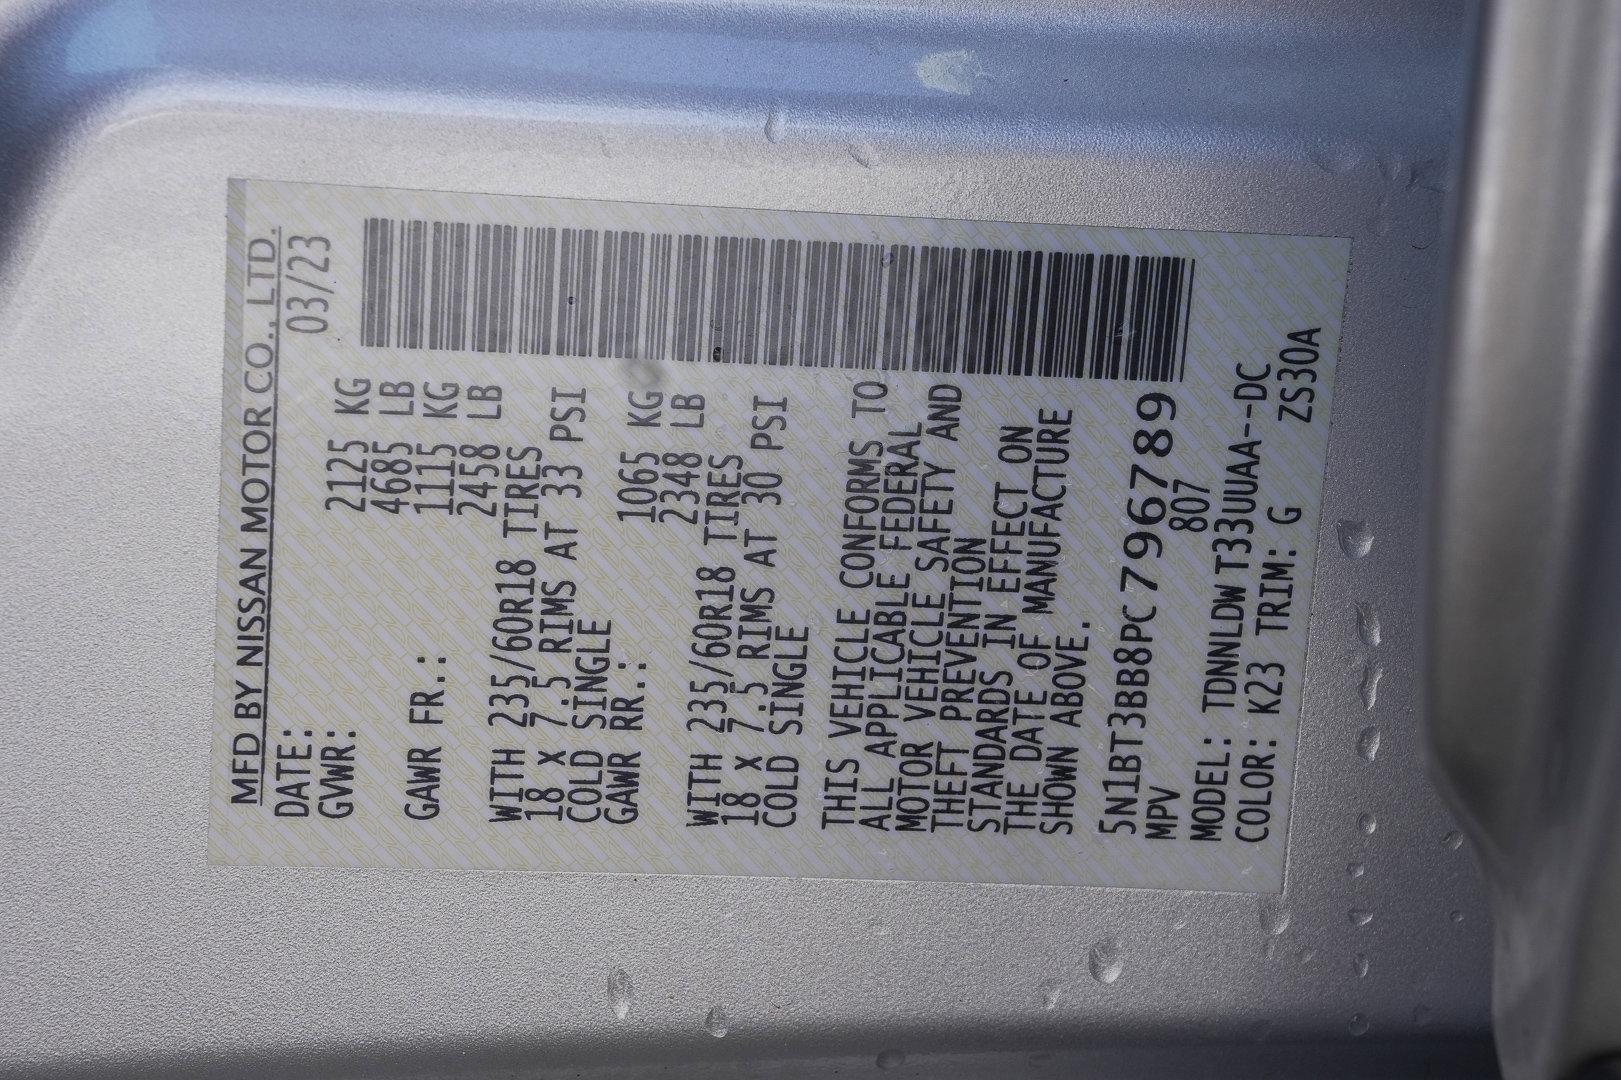 MFD BY NISSAN MOTOR CO., LTD.
DATE: 03/23
GVWR: 2125 KG
4685 LB
GAWR FR.: 1115 KG
2458 LB
WITH 235/60R18 TIRES
18 X 7.5 RIMS AT 33 PSI
COLD SINGLE
GAWR RR.: 1065 KG
2348 LB
WITH 235/60R18 TIRES
18 X 7.5 RIMS AT 30 PSI
COLD SINGLE
THIS VEHICLE CONFORMS TO
ALL APPLICABLE FEDERAL
MOTOR VEHICLE SAFETY AND
THEFT PREVENTION
STANDARDS IN EFFECT ON
THE DATE OF MANUFACTURE
SHOWN ABOVE.
5N1BT3BB8PC796789
MPV 807
MODEL: TDNNLDWT33UUAA--DC
COLOR: K23 TRIM: G
ZS30A